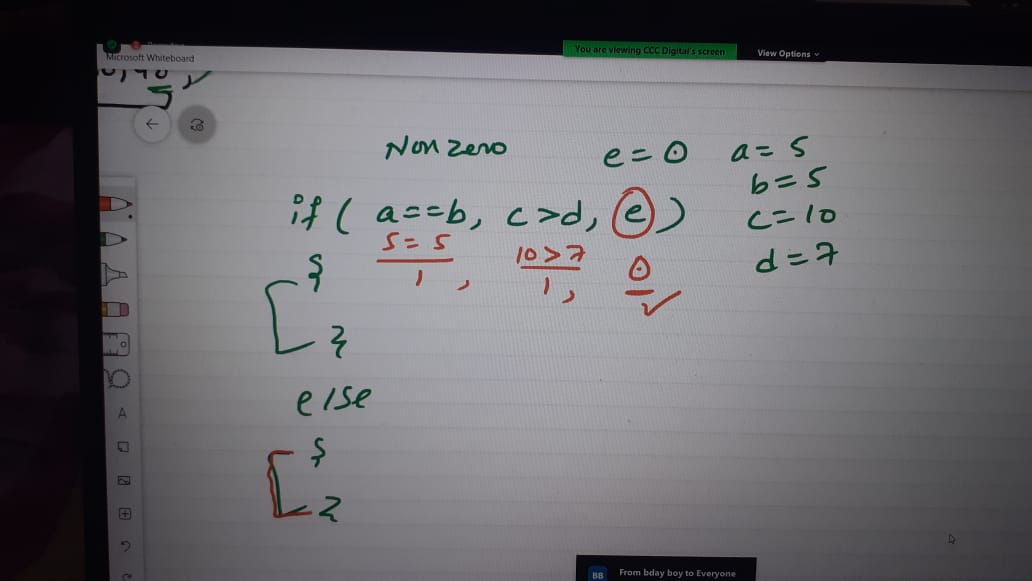 You are viewing CCC Digital's screen
View Options
Microsoft Whiteboard
Non zero
e = 0
a = 5
b = 5
c = 10
d = 7
if ( a==b, c>d, e )
5 = 5
10 > 7
0
1 ,
1 ,
{
}
else
{
}
A
BB
From bday boy to Everyone